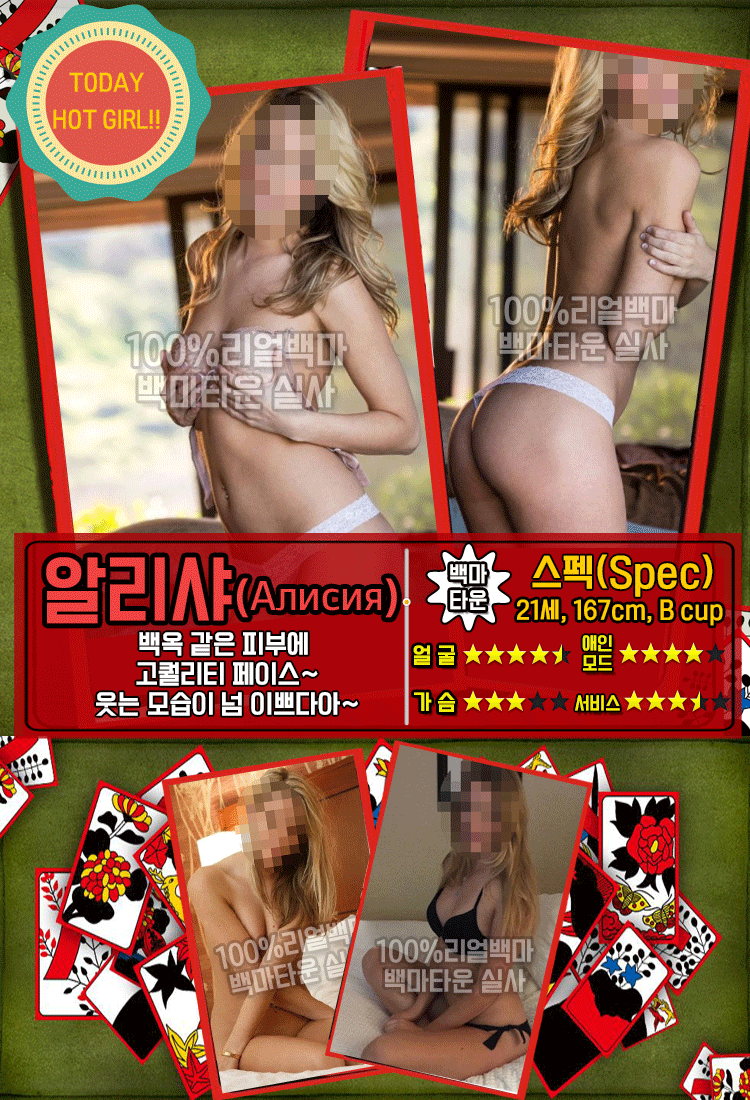 TODAY
HOT GIRL!!
100%리얼백마
백마타운 실사
100%리얼백마
백마타운 실사
알리샤(Алисия)
백옥 같은 피부에
고퀄리티 페이스~
웃는 모습이 넘 이쁘다아~
백마
타운
스펙(Spec)
21세, 167cm, B cup
얼굴 ★★★★★
애인
모드 ★★★★★
가슴 ★★★★★
서비스 ★★★★★
100%리얼백마
백마타운 실사
100%리얼백마
백마타운 실사